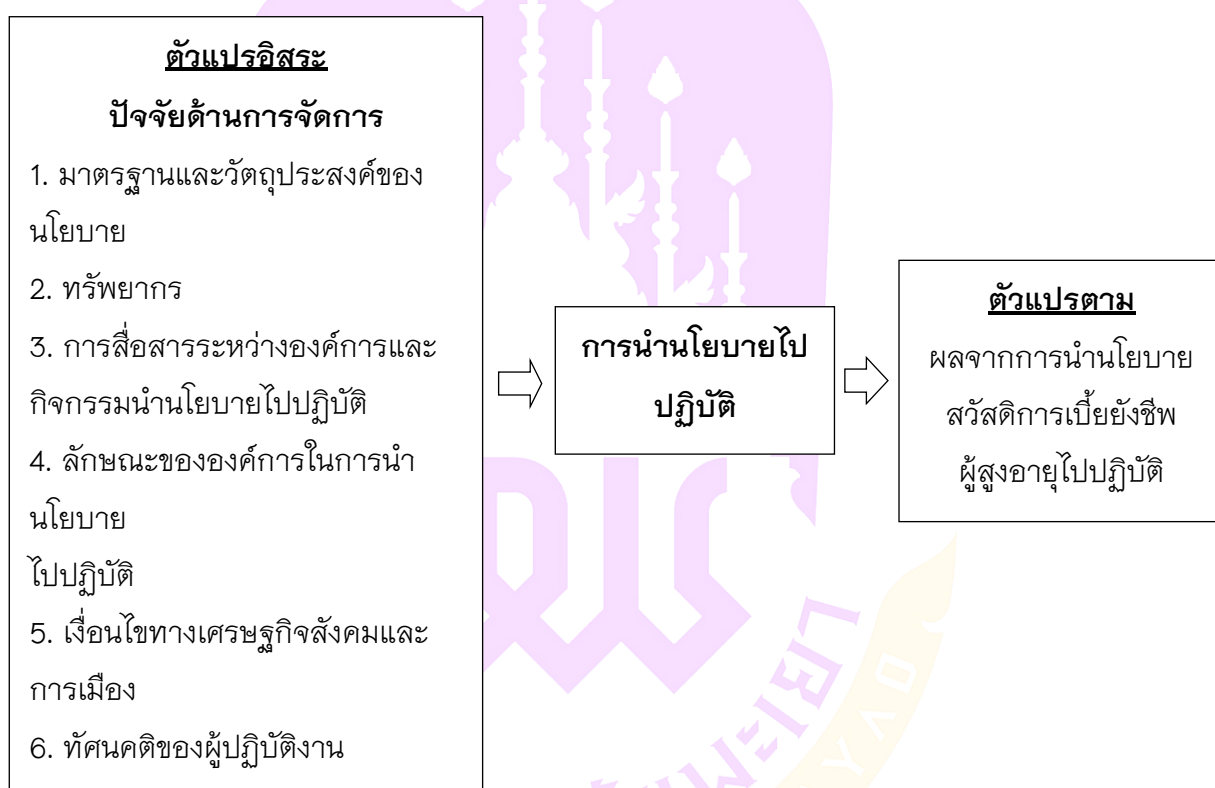 ตัวแปรอิสระ
ปัจจัยด้านการจัดการ
1. มาตรฐานและวัตถุประสงค์ของ
นโยบาย
2. ทรัพยากร
3. การสื่อสารระหว่างองค์การและ
กิจกรรมนำนโยบายไปปฏิบัติ
4. ลักษณะขององค์การในการนำ
นโยบาย
ไปปฏิบัติ
5. เงื่อนไขทางเศรษฐกิจสังคมและ
การเมือง
6. ทัศนคติของผู้ปฏิบัติงาน
การนำนโยบายไป
ปฏิบัติ
ตัวแปรตาม
ผลจากการนำนโยบาย
สวัสดิการเบี้ยยังชีพ
ผู้สูงอายุไปปฏิบัติ